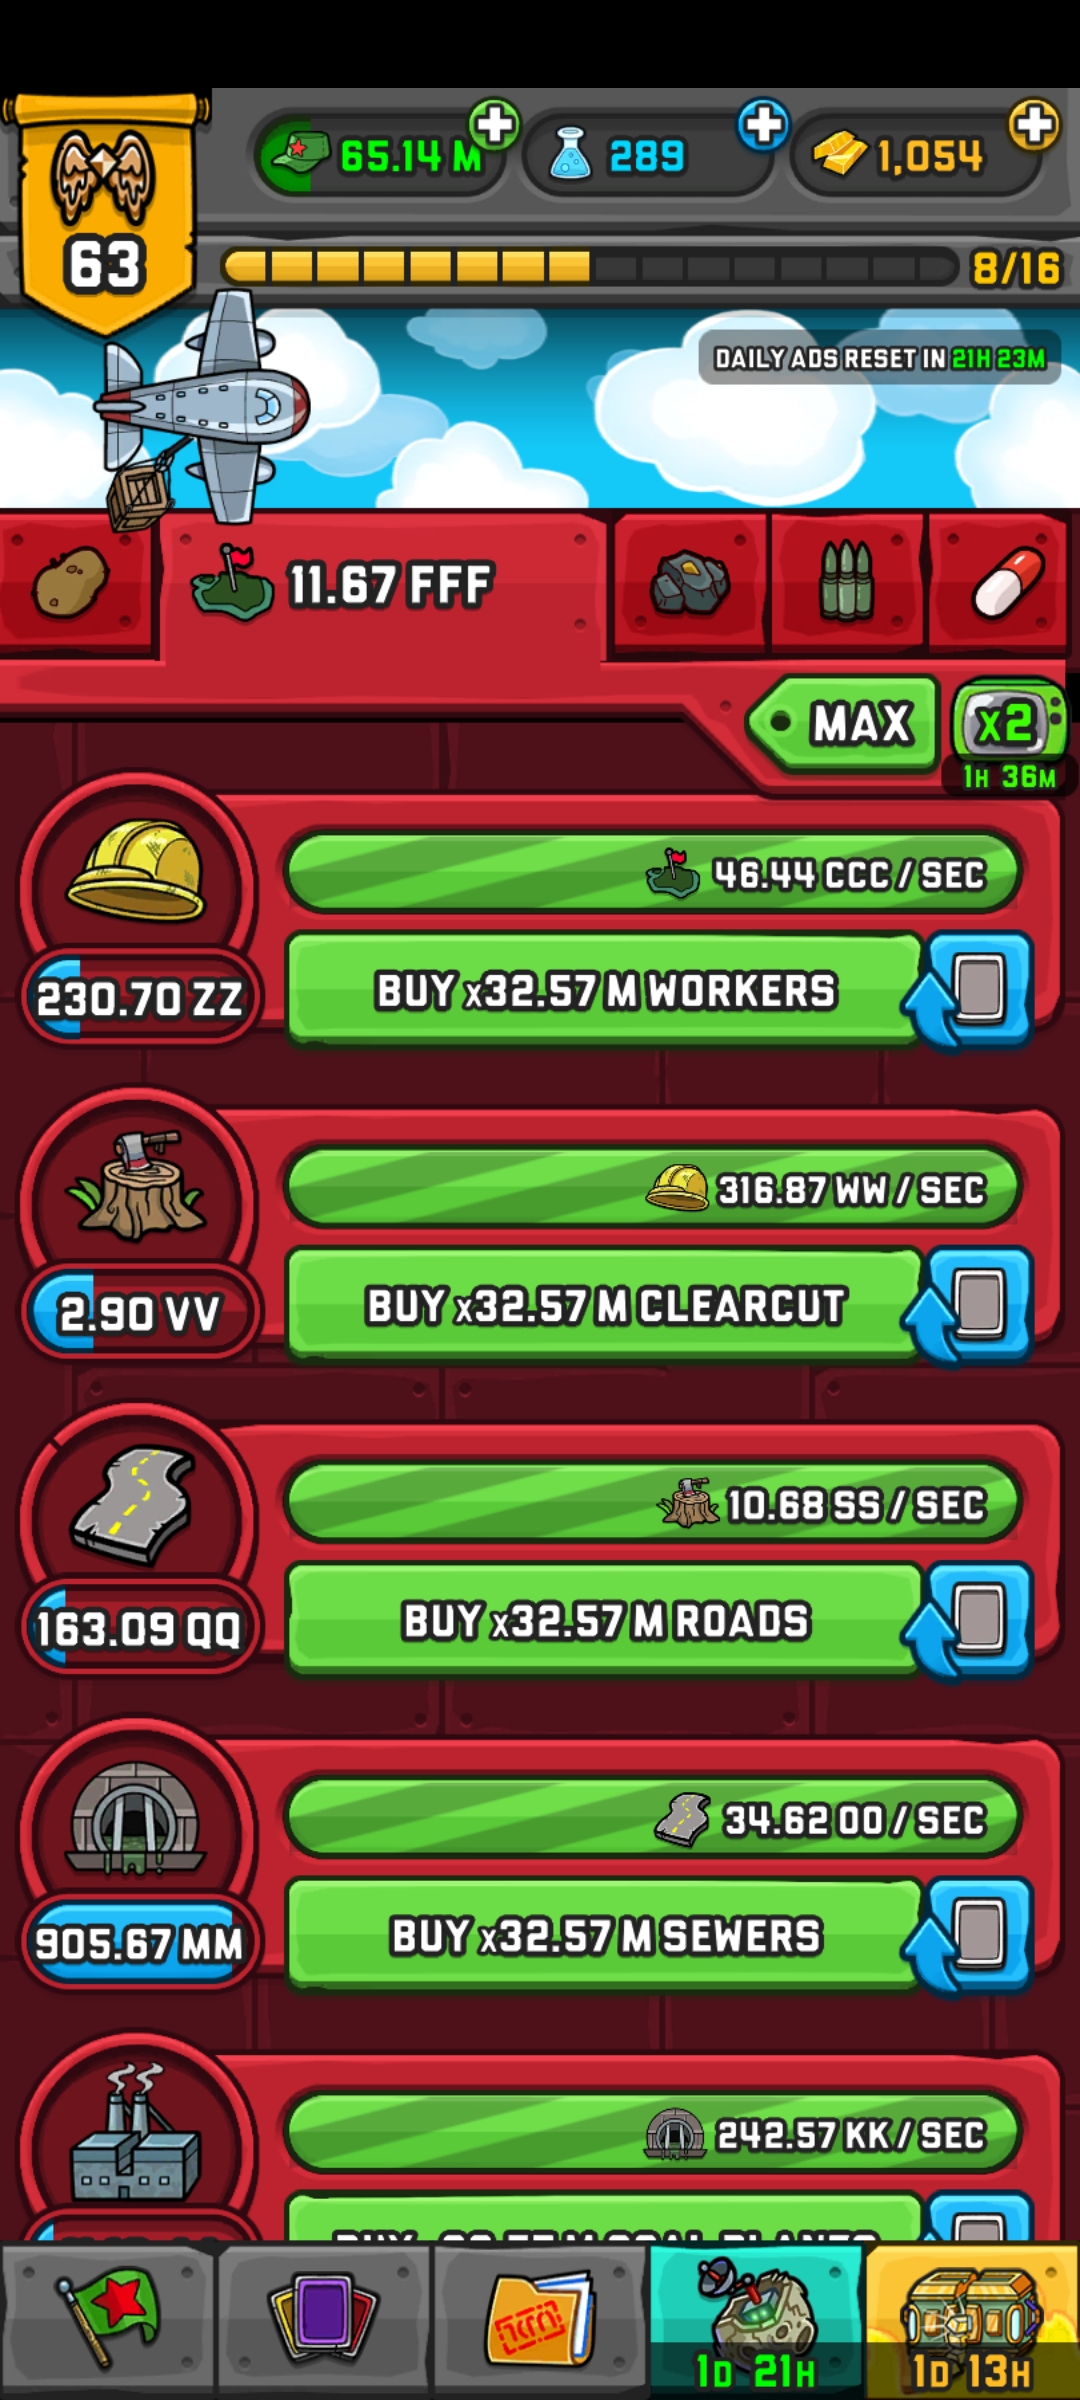 65.14 M
289
1,054
63
8/16
DAILY ADS RESET IN 21H 23M
11.67 FFF
MAX
x2
1H 36M
46.44 CCC / SEC
230.70 ZZ
BUY x32.57 M WORKERS
316.87 WW / SEC
2.90 VV
BUY x32.57 M CLEARCUT
10.68 SS / SEC
163.09 QQ
BUY x32.57 M ROADS
34.62 OO / SEC
905.67 MM
BUY x32.57 M SEWERS
242.57 KK / SEC
1D 21H
1D 13H